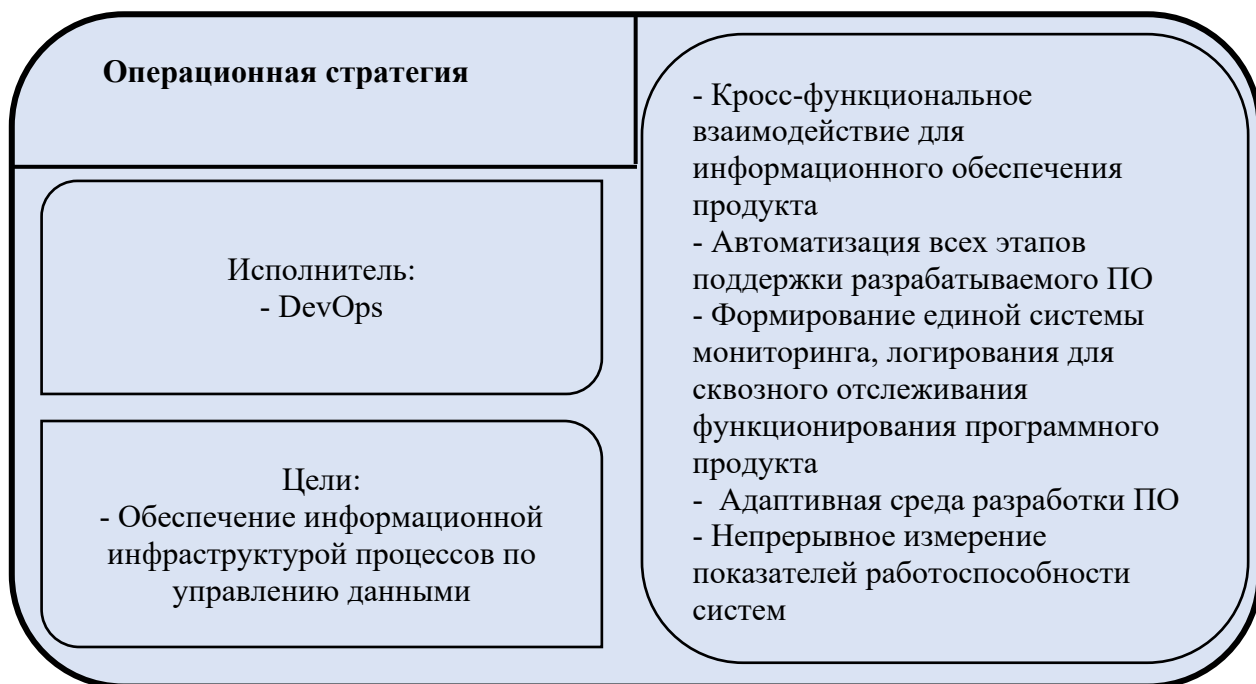 Операционная стратегия
Исполнитель:
- DevOps
Цели:
- Обеспечение информационной
инфраструктурой процессов по
управлению данными
- Кросс-функциональное
взаимодействие для
информационного обеспечения
продукта
- Автоматизация всех этапов
поддержки разрабатываемого ПО
- Формирование единой системы
мониторинга, логирования для
сквозного отслеживания
функционирования программного
продукта
-  Адаптивная среда разработки ПО
- Непрерывное измерение
показателей работоспособности
систем